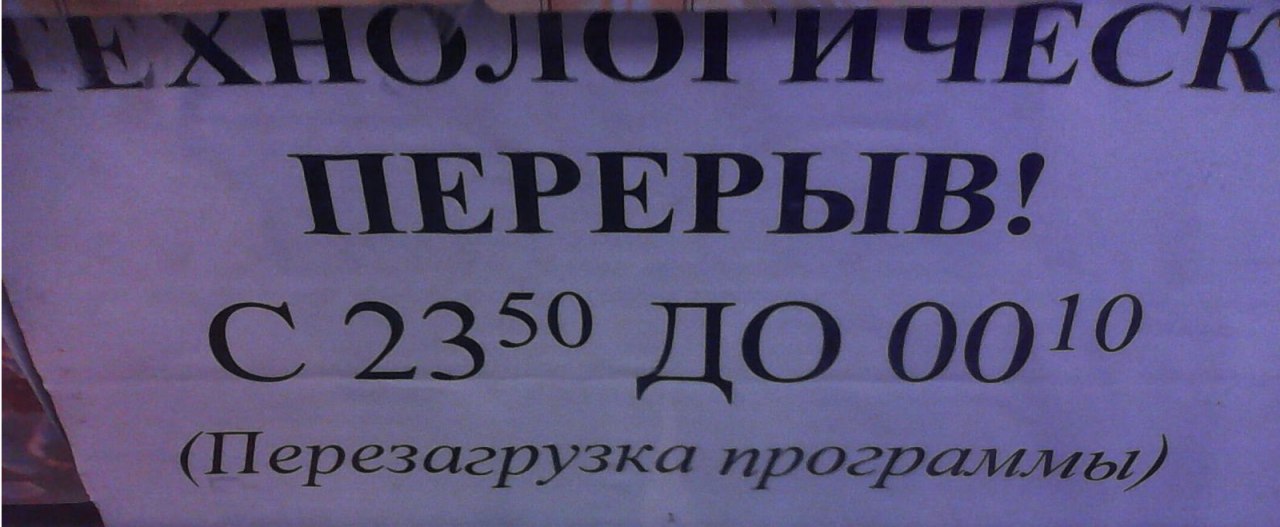 ТЕХНОЛОГИЧЕСК
ПЕРЕРЫВ!
С 23⁵⁰ ДО 00¹⁰
(Перезагрузка программы)